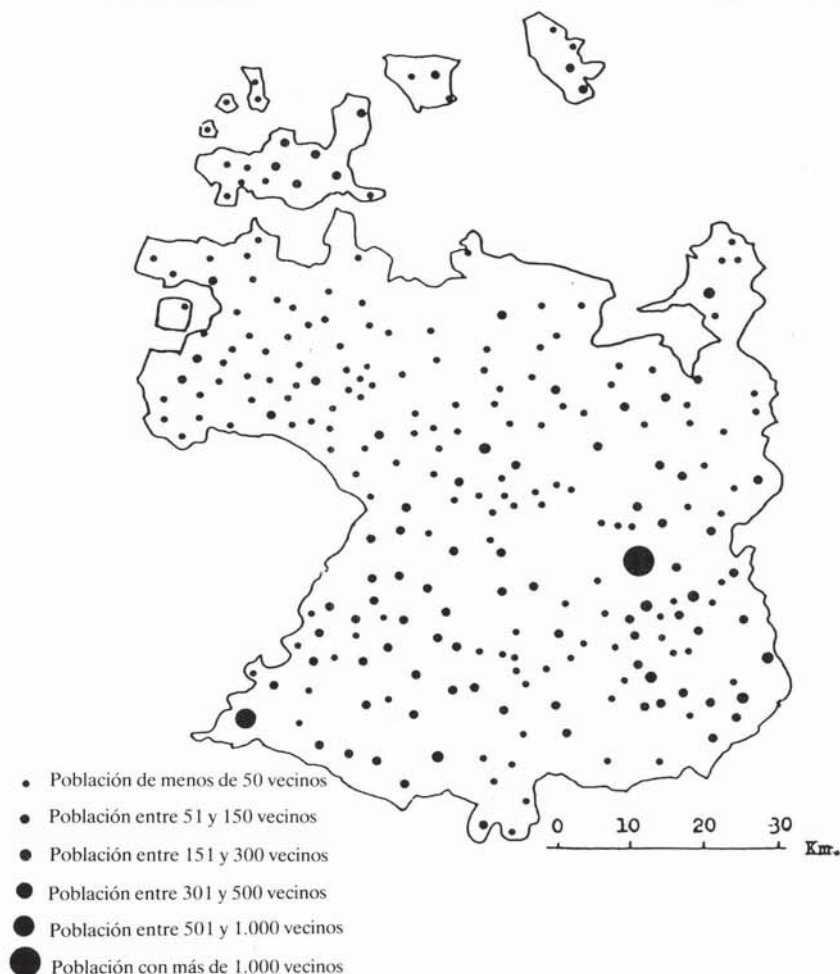 Población de menos de 50 vecinos
Población entre 51 y 150 vecinos
Población entre 151 y 300 vecinos
Población entre 301 y 500 vecinos
Población entre 501 y 1.000 vecinos
Población con más de 1.000 vecinos
0 10 20 30
Km.